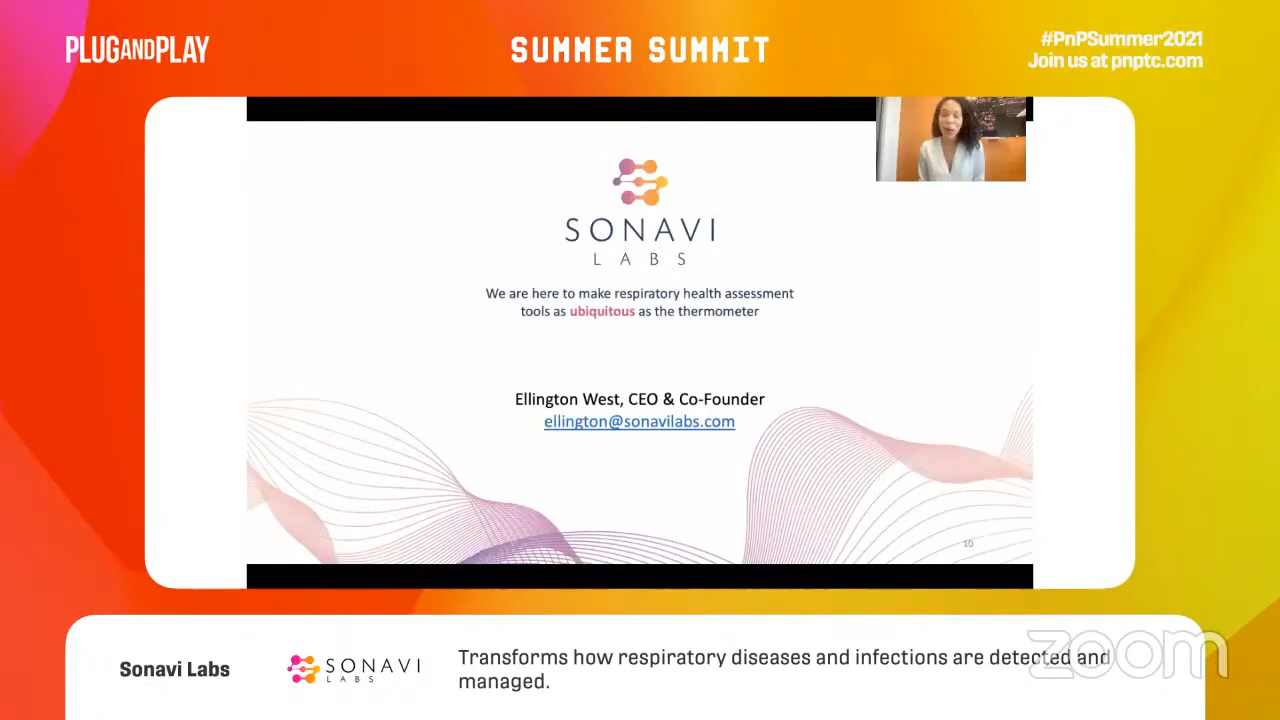 PLUGANDPLAY
SUMMER SUMMIT
#PnPSummer2021
Join us at pnptc.com
SONAVI
LABS
We are here to make respiratory health assessment
tools as ubiquitous as the thermometer
Ellington West, CEO & Co-Founder
ellington@sonavilabs.com
10
Sonavi Labs
SONAVI
LABS
Transforms how respiratory diseases and infections are detected and
managed.
zoom